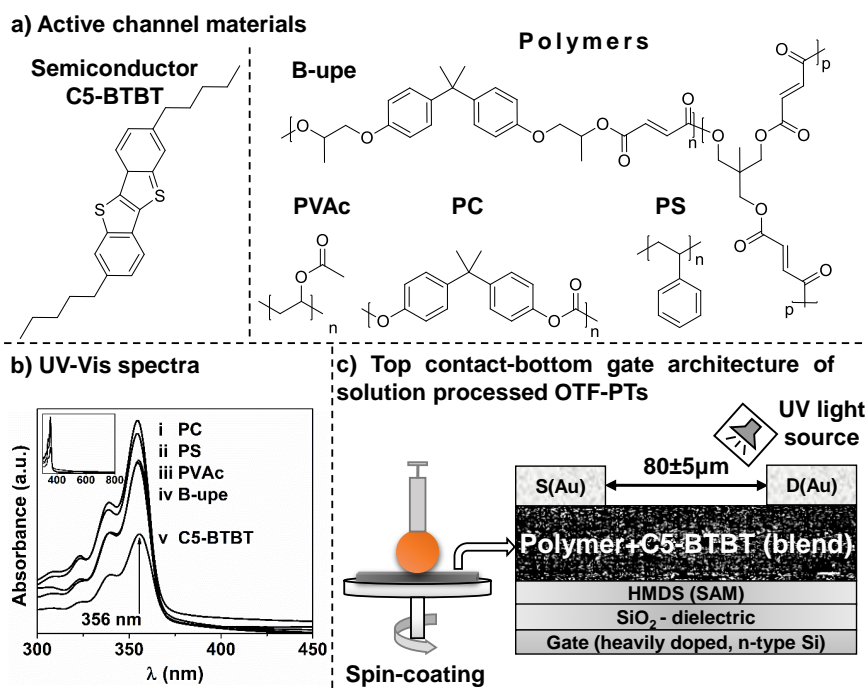 a) Active channel materials
Semiconductor
C5-BTBT
S
S
Polymers
B-upe
O
O
O
O
O
O
n
O
O
O
O
O
O
O
p
p
PVAc
O
O
n
PC
O
O
O
n
PS
n
b) UV-Vis spectra
Absorbance (a.u.)
400 600 800
i PC
ii PS
iii PVAc
iv B-upe
v C5-BTBT
356 nm
300 350 400 450
λ (nm)
c) Top contact-bottom gate architecture of
solution processed OTF-PTs
UV light
source
80±5µm
S(Au)
D(Au)
Polymer+C5-BTBT (blend)
HMDS (SAM)
SiO2 - dielectric
Gate (heavily doped, n-type Si)
Spin-coating